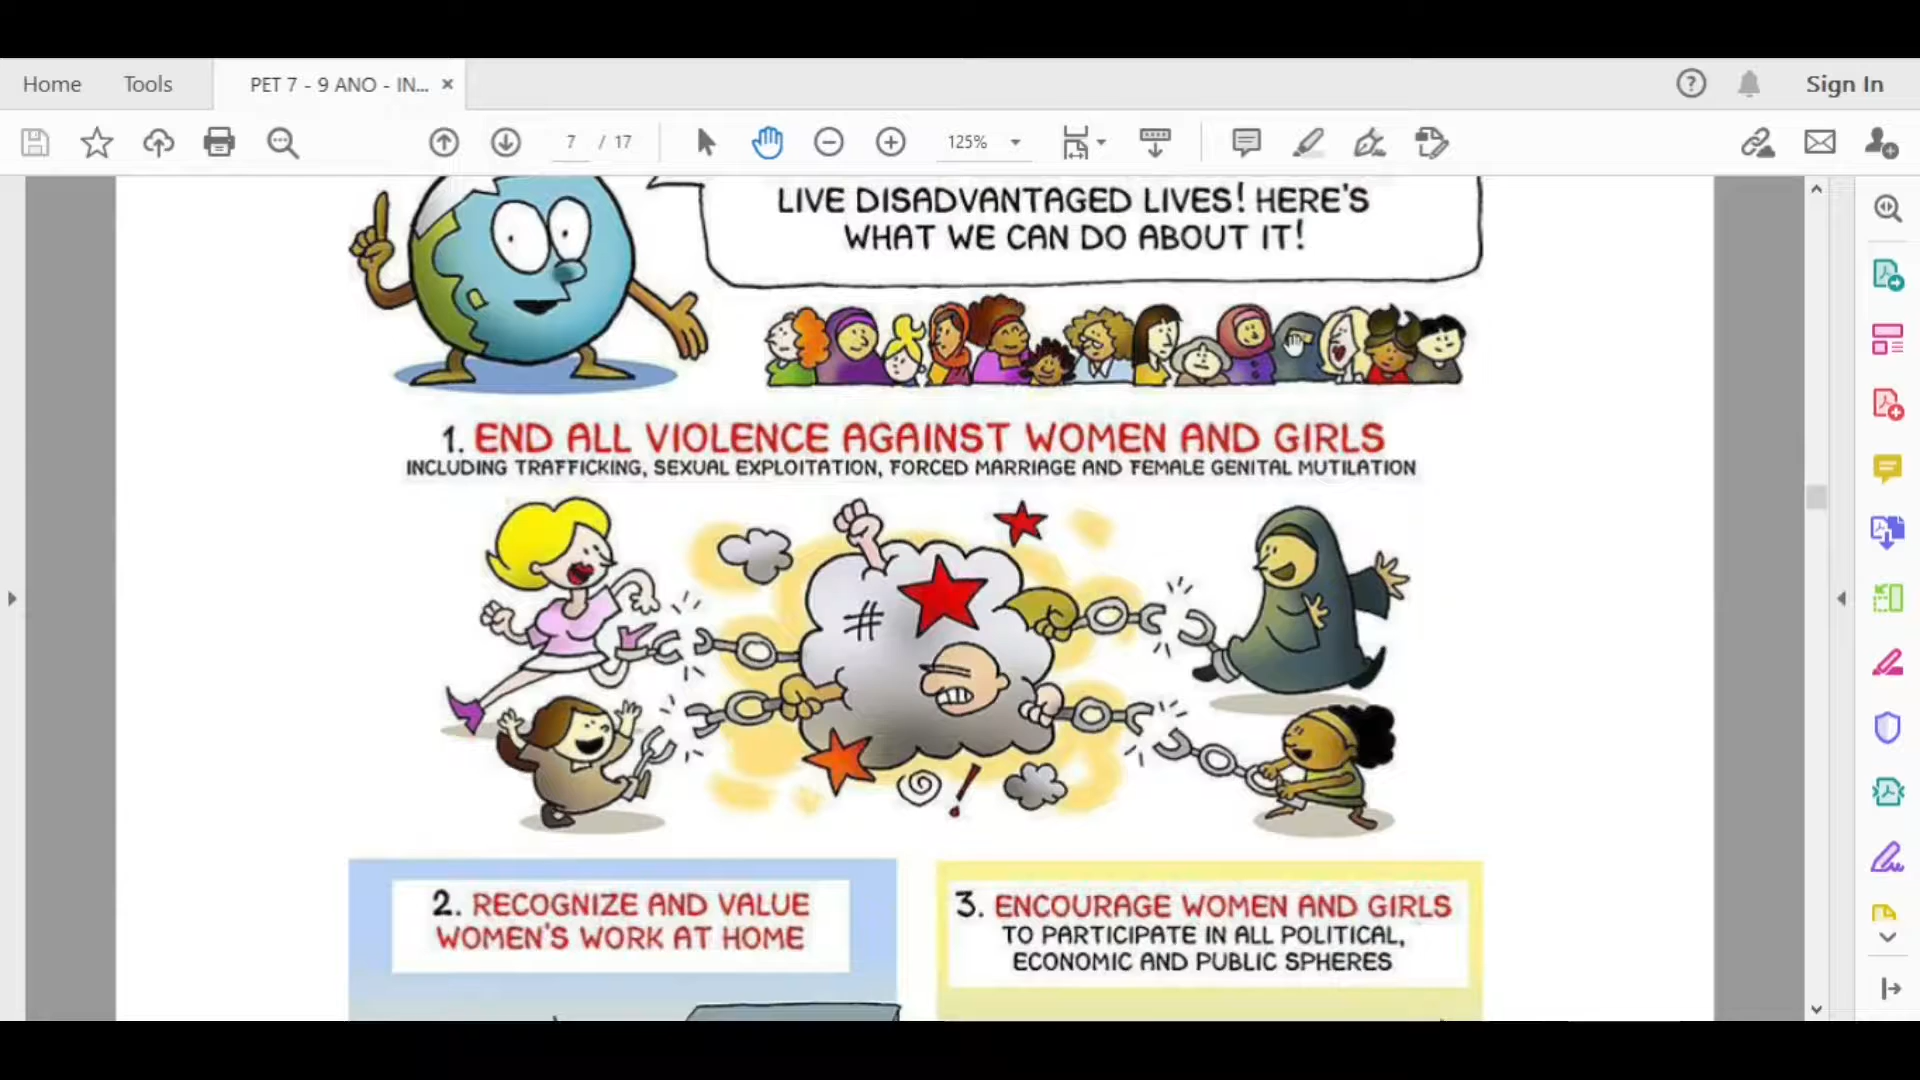 Home Tools PET 7 - 9 ANO - IN... × Sign In
7 / 17 125%
LIVE DISADVANTAGED LIVES! HERE'S
WHAT WE CAN DO ABOUT IT!
1. END ALL VIOLENCE AGAINST WOMEN AND GIRLS
INCLUDING TRAFFICKING, SEXUAL EXPLOITATION, FORCED MARRIAGE AND FEMALE GENITAL MUTILATION
#
!
2. RECOGNIZE AND VALUE
WOMEN'S WORK AT HOME
3. ENCOURAGE WOMEN AND GIRLS
TO PARTICIPATE IN ALL POLITICAL,
ECONOMIC AND PUBLIC SPHERES